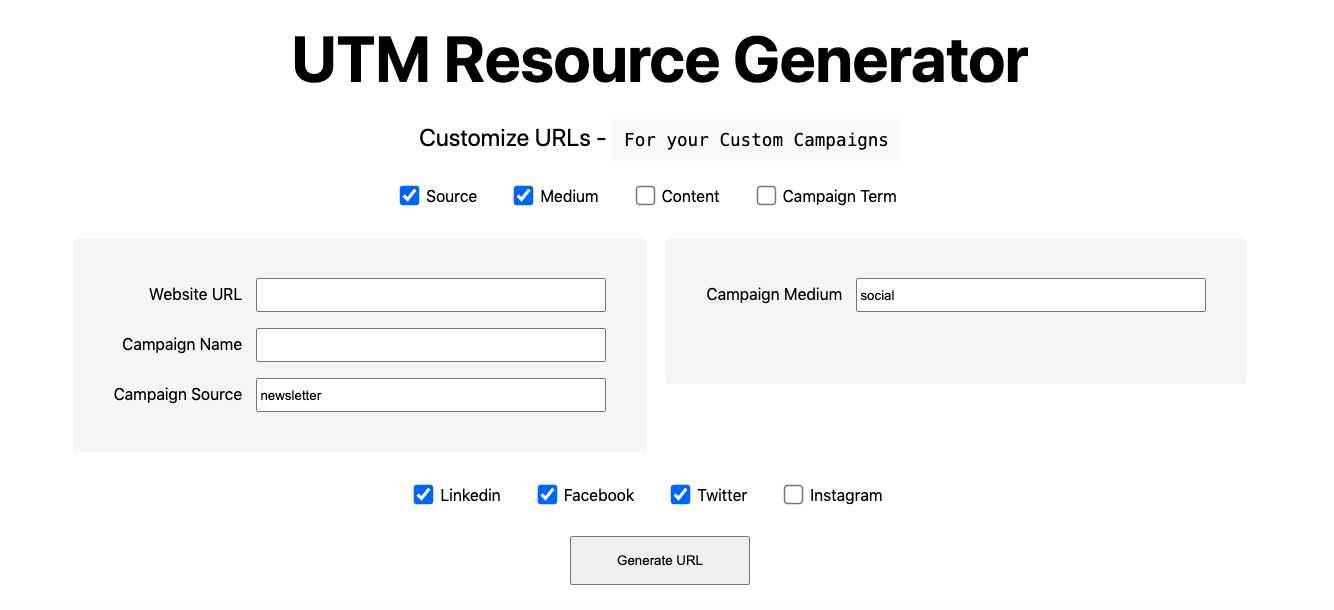 UTM Resource Generator
Customize URLs - For your Custom Campaigns
Source Medium Content Campaign Term
Website URL
Campaign Name
Campaign Source newsletter
Campaign Medium social
Linkedin Facebook Twitter Instagram
Generate URL